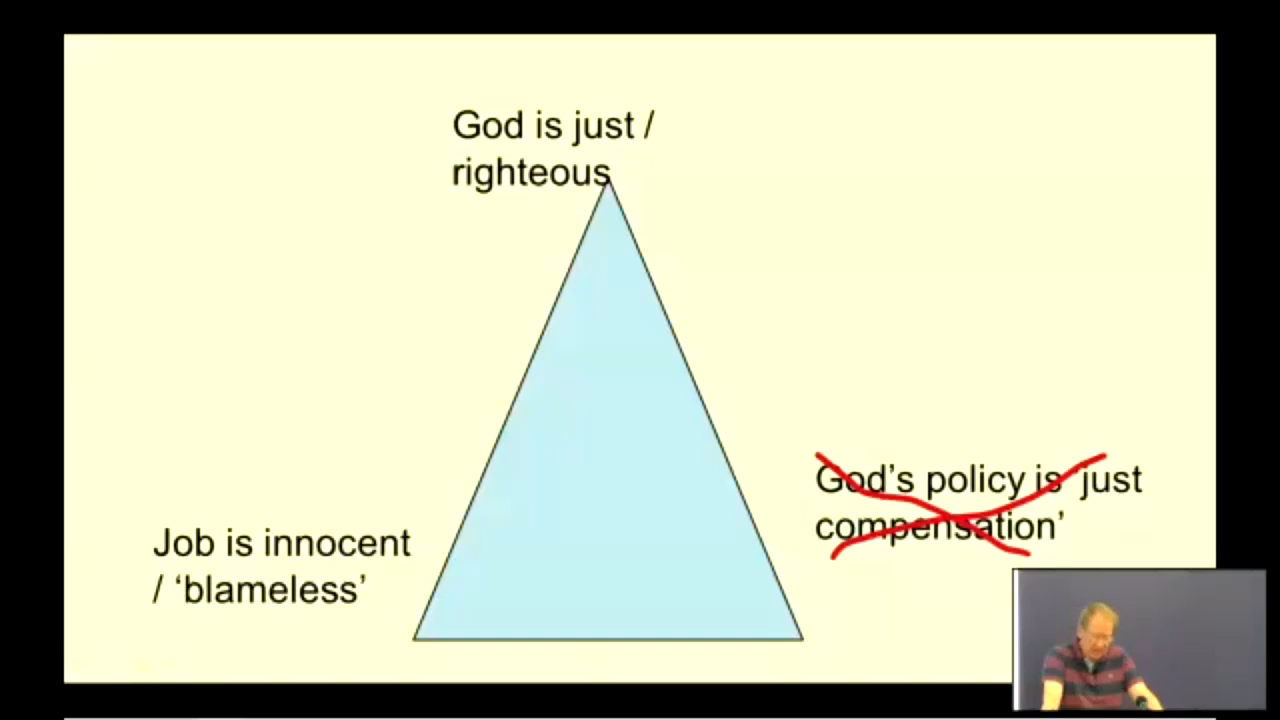 God is just /
righteous
God’s policy is ‘just
compensation’
Job is innocent
/ ‘blameless’